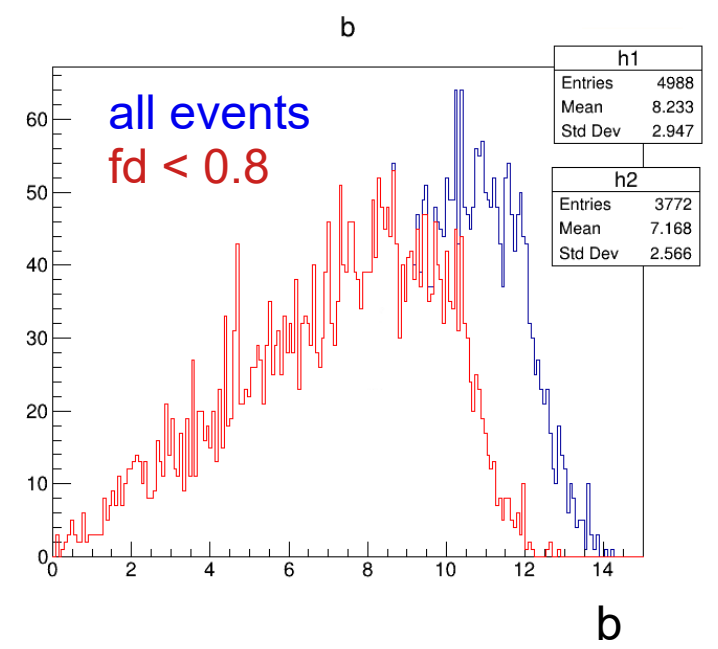 b
h1
Entries 4988
Mean 8.233
Std Dev 2.947
h2
Entries 3772
Mean 7.168
Std Dev 2.566
all events
fd < 0.8
60
50
40
30
20
10
0
0 2 4 6 8 10 12 14
b